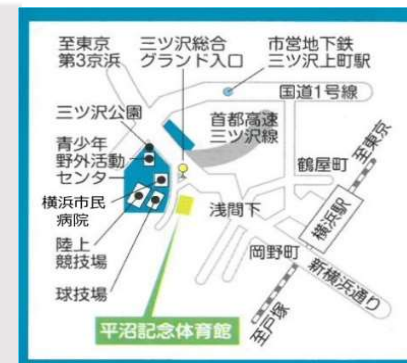 至東京
第3京浜
三ツ沢総合
グランド入口
市営地下鉄
三ツ沢上町駅
国道1号線
三ツ沢公園
首都高速
三ツ沢線
青少年
野外活動
センタ
鶴屋町
至東京
横浜市民
病院
浅間下
横浜駅
陸上
競技場
岡野町
新横浜通り
球技場
至戸塚
平沼記念体育館